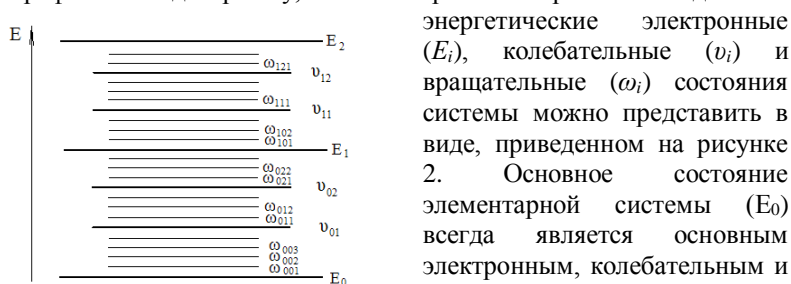 энергетические электронные
(Eᵢ), колебательные (υᵢ) и
вращательные (ωᵢ) состояния
системы можно представить в
виде, приведенном на рисунке
2. Основное состояние
элементарной системы (E₀)
всегда является основным
электронным, колебательным и
E
E₂
ω₁₂₁
υ₁₂
ω₁₁₁
υ₁₁
ω₁₀₂
ω₁₀₁
E₁
ω₀₂₂
ω₀₂₁
υ₀₂
ω₀₁₂
ω₀₁₁
υ₀₁
ω₀₀₃
ω₀₀₂
ω₀₀₁
E₀